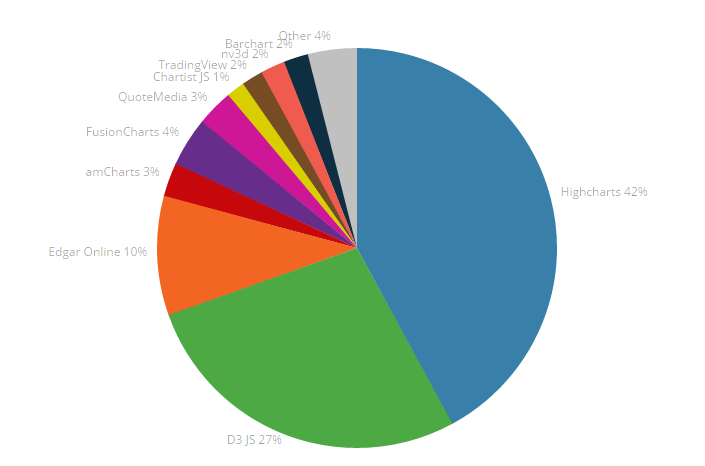 Other 4%
Barchart 2%
nv3d 2%
TradingView 2%
Chartist JS 1%
QuoteMedia 3%
FusionCharts 4%
amCharts 3%
Highcharts 42%
Edgar Online 10%
D3 JS 27%